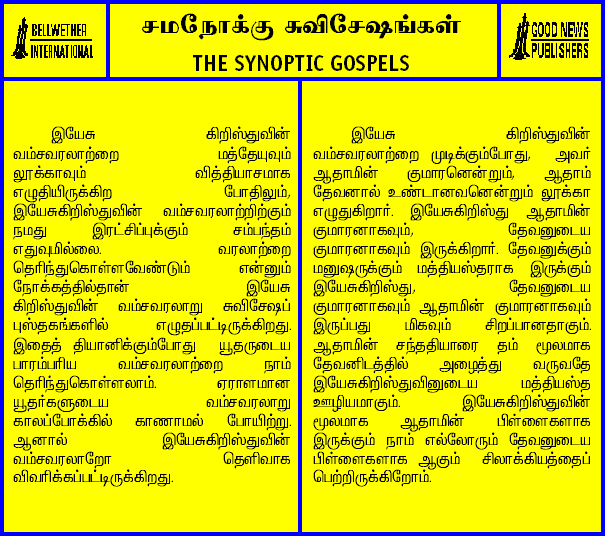 BELLWETHER
INTERNATIONAL
சமநோக்கு சுவிசேஷங்கள்
THE SYNOPTIC GOSPELS
GOOD NEWS
PUBLISHERS
இயேசு கிறிஸ்துவின்
வம்சவரலாற்றை மத்தேயுவும்
லூக்காவும் வித்தியாசமாக
எழுதியிருக்கிற போதிலும்,
இயேசுகிறிஸ்துவின் வம்சவரலாற்றிற்கும்
நமது இரட்சிப்புக்கும் சம்பந்தம்
எதுவுமில்லை. வரலாற்றை
தெரிந்துகொள்ளவேண்டும் என்னும்
நோக்கத்தில்தான் இயேசு
கிறிஸ்துவின் வம்சவரலாறு சுவிசேஷப்
புஸ்தகங்களில் எழுதப்பட்டிருக்கிறது.
இதைத் தியானிக்கும்போது யூதருடைய
பாரம்பரிய வம்சவரலாற்றை நாம்
தெரிந்துகொள்ளலாம். ஏராளமான
யூதர்களுடைய வம்சவரலாறு
காலப்போக்கில் காணாமல் போயிற்று.
ஆனால் இயேசுகிறிஸ்துவின்
வம்சவரலாறோ தெளிவாக
விவரிக்கப்பட்டிருக்கிறது.
இயேசு கிறிஸ்துவின்
வம்சவரலாற்றை முடிக்கும்போது, அவர்
ஆதாமின் குமாரனென்றும், ஆதாம்
தேவனால் உண்டானவனென்றும் லூக்கா
எழுதுகிறார். இயேசுகிறிஸ்து ஆதாமின்
குமாரனாகவும், தேவனுடைய
குமாரனாகவும் இருக்கிறார். தேவனுக்கும்
மனுஷருக்கும் மத்தியஸ்தராக இருக்கும்
இயேசுகிறிஸ்து, தேவனுடைய
குமாரனாகவும் ஆதாமின் குமாரனாகவும்
இருப்பது மிகவும் சிறப்பானதாகும்.
ஆதாமின் சந்ததியாரை தம் மூலமாக
தேவனிடத்தில் அழைத்து வருவதே
இயேசுகிறிஸ்துவினுடைய மத்தியஸ்த
ஊழியமாகும். இயேசுகிறிஸ்துவின்
மூலமாக ஆதாமின் பிள்ளைகளாக
இருக்கும் நாம் எல்லோரும் தேவனுடைய
பிள்ளைகளாக ஆகும் சிலாக்கியத்தைப்
பெற்றிருக்கிறோம்.